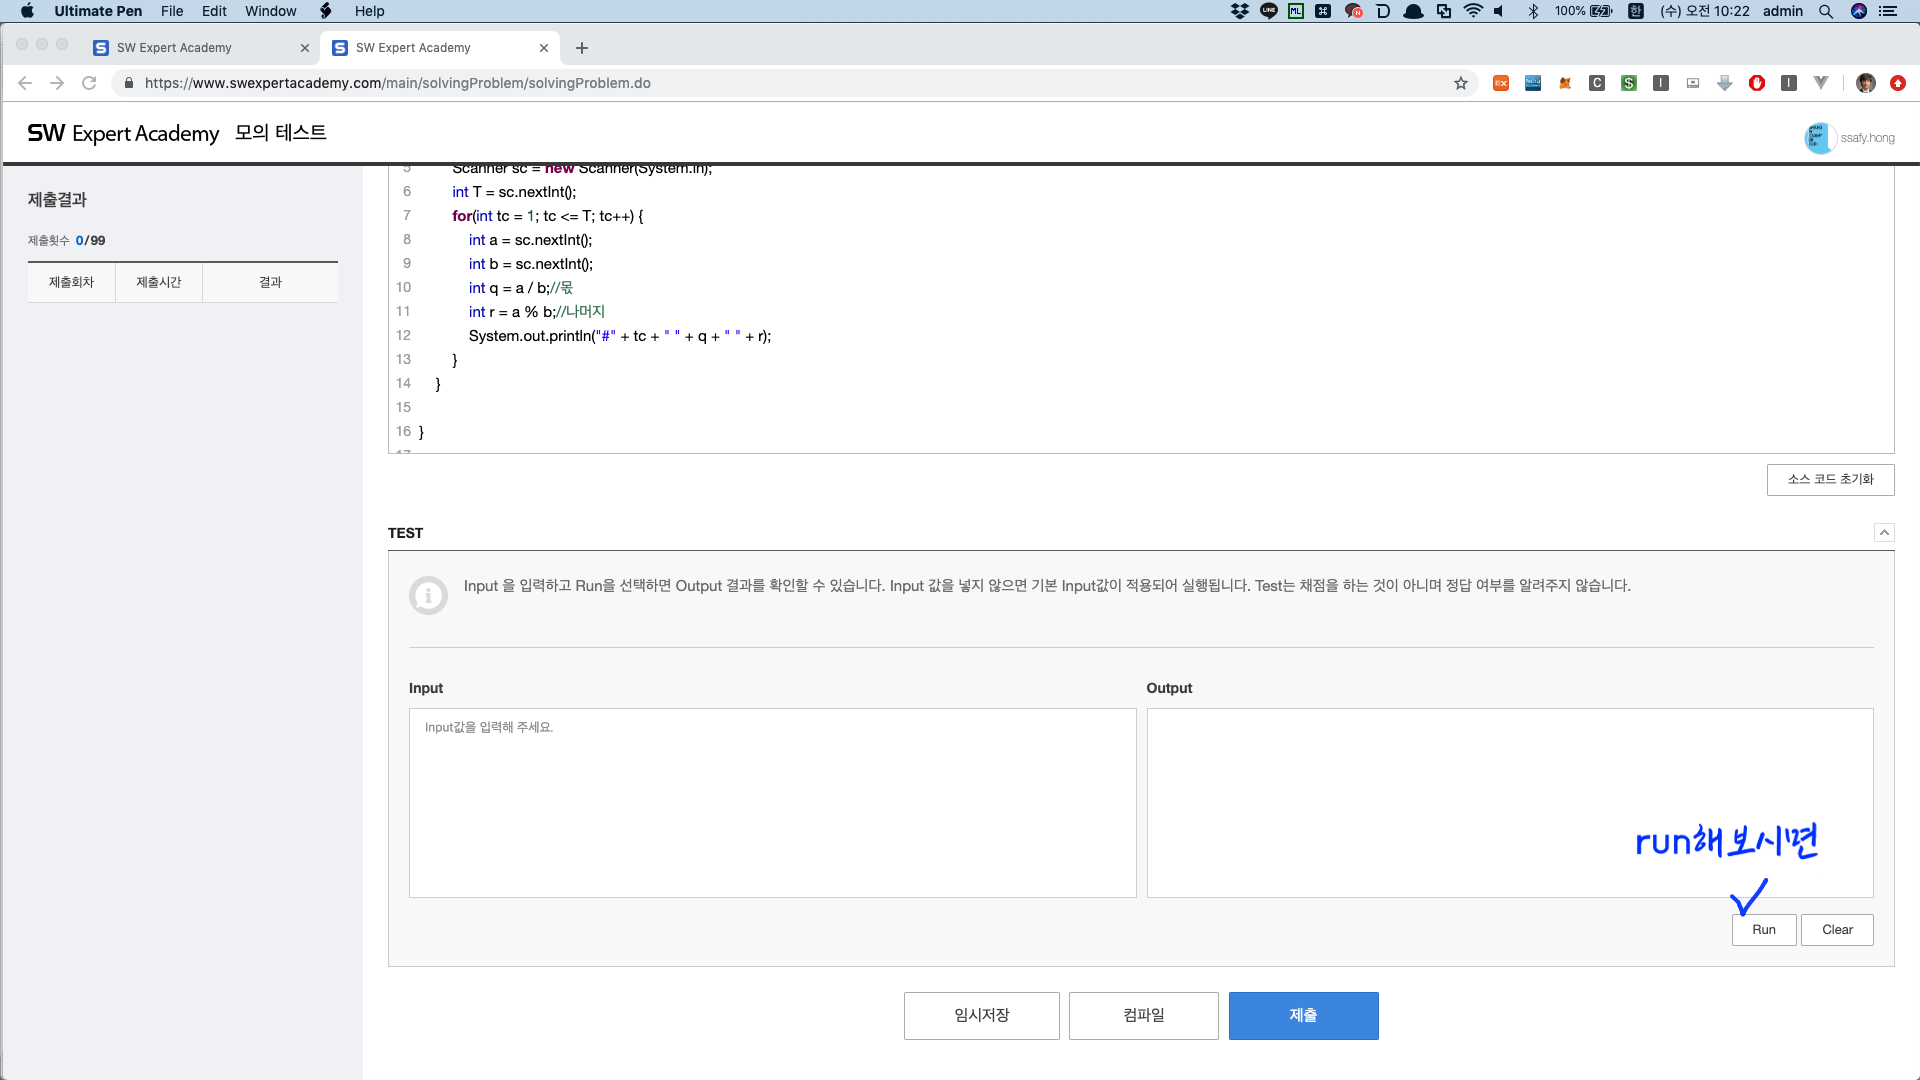 Ultimate Pen File Edit Window Help
100% 한 (수) 오전 10:22 admin
SW Expert Academy
SW Expert Academy
https://www.swexpertacademy.com/main/solvingProblem/solvingProblem.do
SW Expert Academy 모의 테스트
ssafy.hong
제출결과
제출횟수 0/99
제출회차 제출시간 결과
5 Scanner sc = new Scanner(System.in);
6 int T = sc.nextInt();
7 for(int tc = 1; tc <= T; tc++) {
8 int a = sc.nextInt();
9 int b = sc.nextInt();
10 int q = a / b;//몫
11 int r = a % b;//나머지
12 System.out.println("#" + tc + " " + q + " " + r);
13 }
14 }
15
16 }
17
소스 코드 초기화
TEST
Input 을 입력하고 Run을 선택하면 Output 결과를 확인할 수 있습니다. Input 값을 넣지 않으면 기본 Input값이 적용되어 실행됩니다. Test는 채점을 하는 것이 아니며 정답 여부를 알려주지 않습니다.
Input
Output
Input값을 입력해 주세요.
run해보시면
Run
Clear
임시저장
컴파일
제출